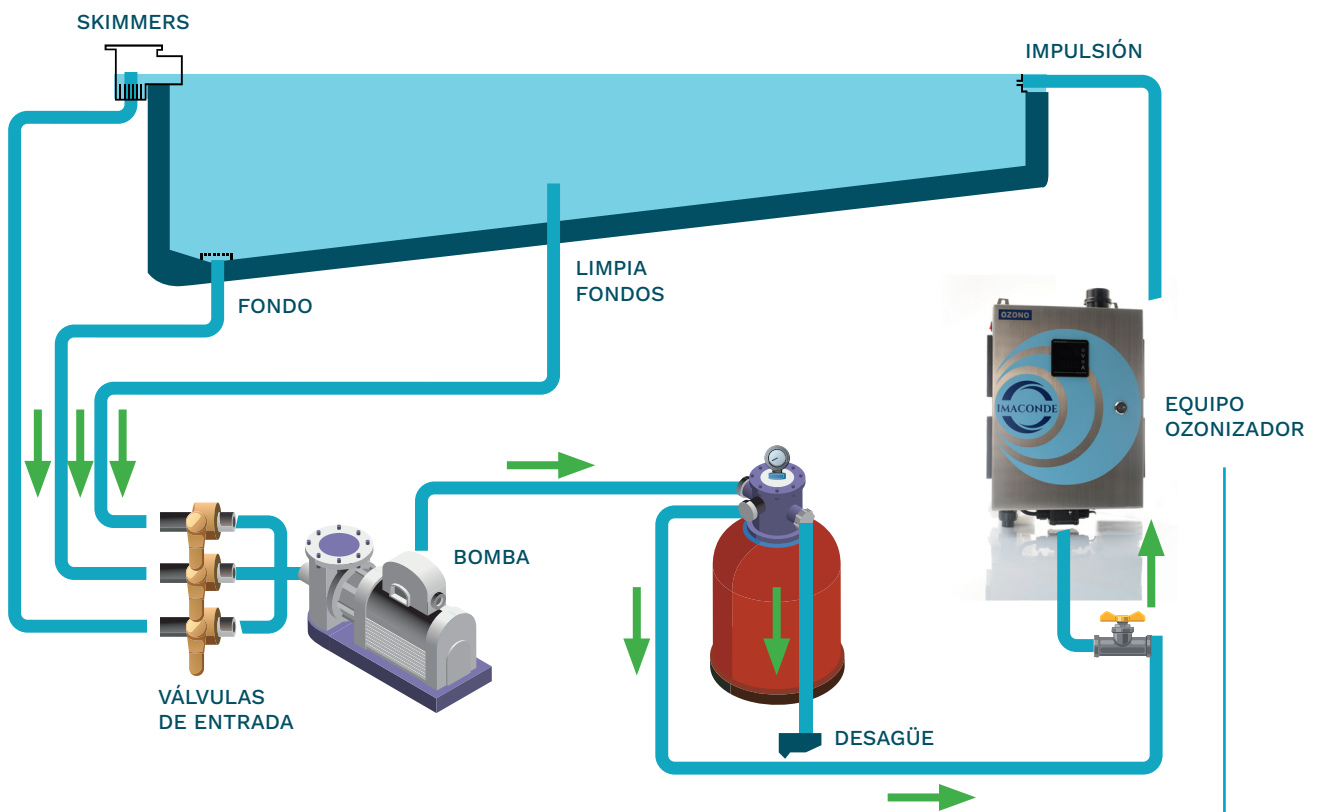 SKIMMERS
IMPULSIÓN
LIMPIA
FONDOS
FONDO
OZONO
IMACONDE
EQUIPO
OZONIZADOR
BOMBA
VÁLVULAS
DE ENTRADA
DESAGÜE